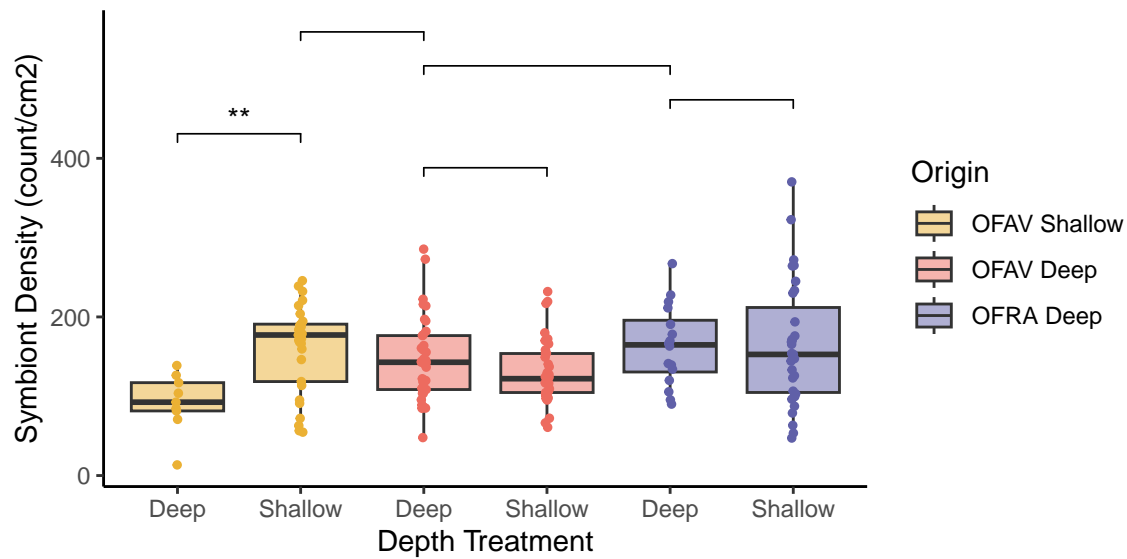 Symbiont Density (count/cm2)
400
200
0
**
Deep
Shallow
Deep
Shallow
Deep
Shallow
Depth Treatment
Origin
OFAV Shallow
OFAV Deep
OFRA Deep